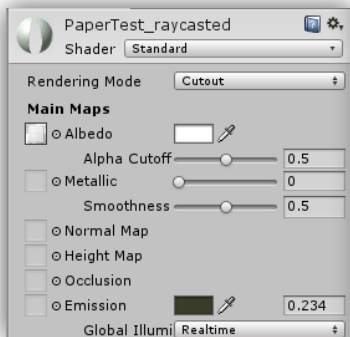 PaperTest_raycasted
Shader Standard
Rendering Mode Cutout
Main Maps
Albedo
Alpha Cutoff 0.5
Metallic 0
Smoothness 0.5
Normal Map
Height Map
Occlusion
Emission 0.234
Global Illumi Realtime